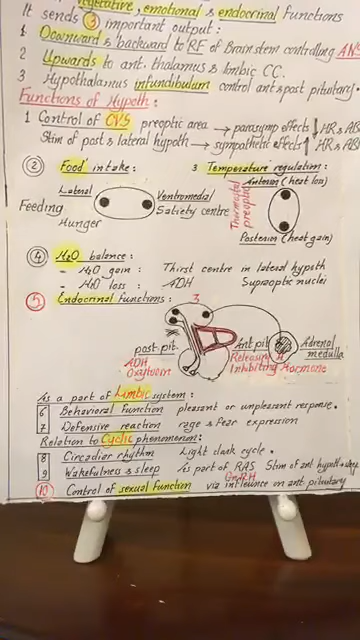 vegetative, emotional & endocrinal functions
It sends ③ important output:
1 Downward & backward to RF of Brainstem controlling ANS
2 Upwards to ant. thalamus & limbic CC.
3 Hypothalamus infundibulum control ant & post pituitary.
Functions of Hypoth:
1 Control of CVS preoptic area → parasymp effects ↓ HR & AB
Stim of post & lateral hypoth → sympathetic effects ↑ HR & AB
② Food intake: 3 Temperature regulation:
Anterior (heat loss)
Lateral Ventromedial
Feeding Satiety centre
Hunger
Thermostat
preoptic
Posterior (heat gain)
④ H2O balance:
- H2O gain: Thirst centre in lateral hypoth
- H2O loss: ADH Supraoptic nuclei
⑤ Endocrinal functions: 3
post pit Ant pit Adrenal
medulla
ADH Releasing
Oxytocin Inhibiting Hormone
As a part of Limbic system:
6 Behavioral function pleasant or unpleasant response.
7 Defensive reaction rage & fear expression
Relation to Cyclic phenomenon:
8 Circadian rhythm Light dark cycle.
9 Wakefulness & sleep As part of RAS Stim of ant hypoth → sleep
GnRH
⑩ Control of sexual function via influence on ant. pituitary